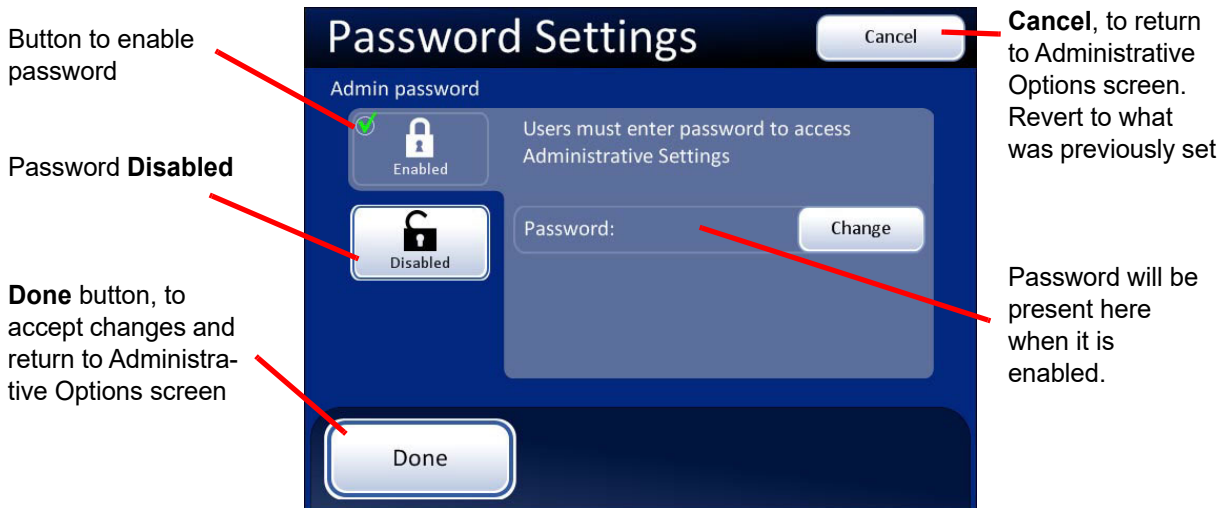 Button to enable
password
Password Disabled
Done button, to
accept changes and
return to Administra-
tive Options screen
Password Settings
Cancel
Admin password
Enabled
Users must enter password to access
Administrative Settings
Disabled
Password:
Change
Done
Cancel, to return
to Administrative
Options screen.
Revert to what
was previously set
Password will be
present here
when it is
enabled.